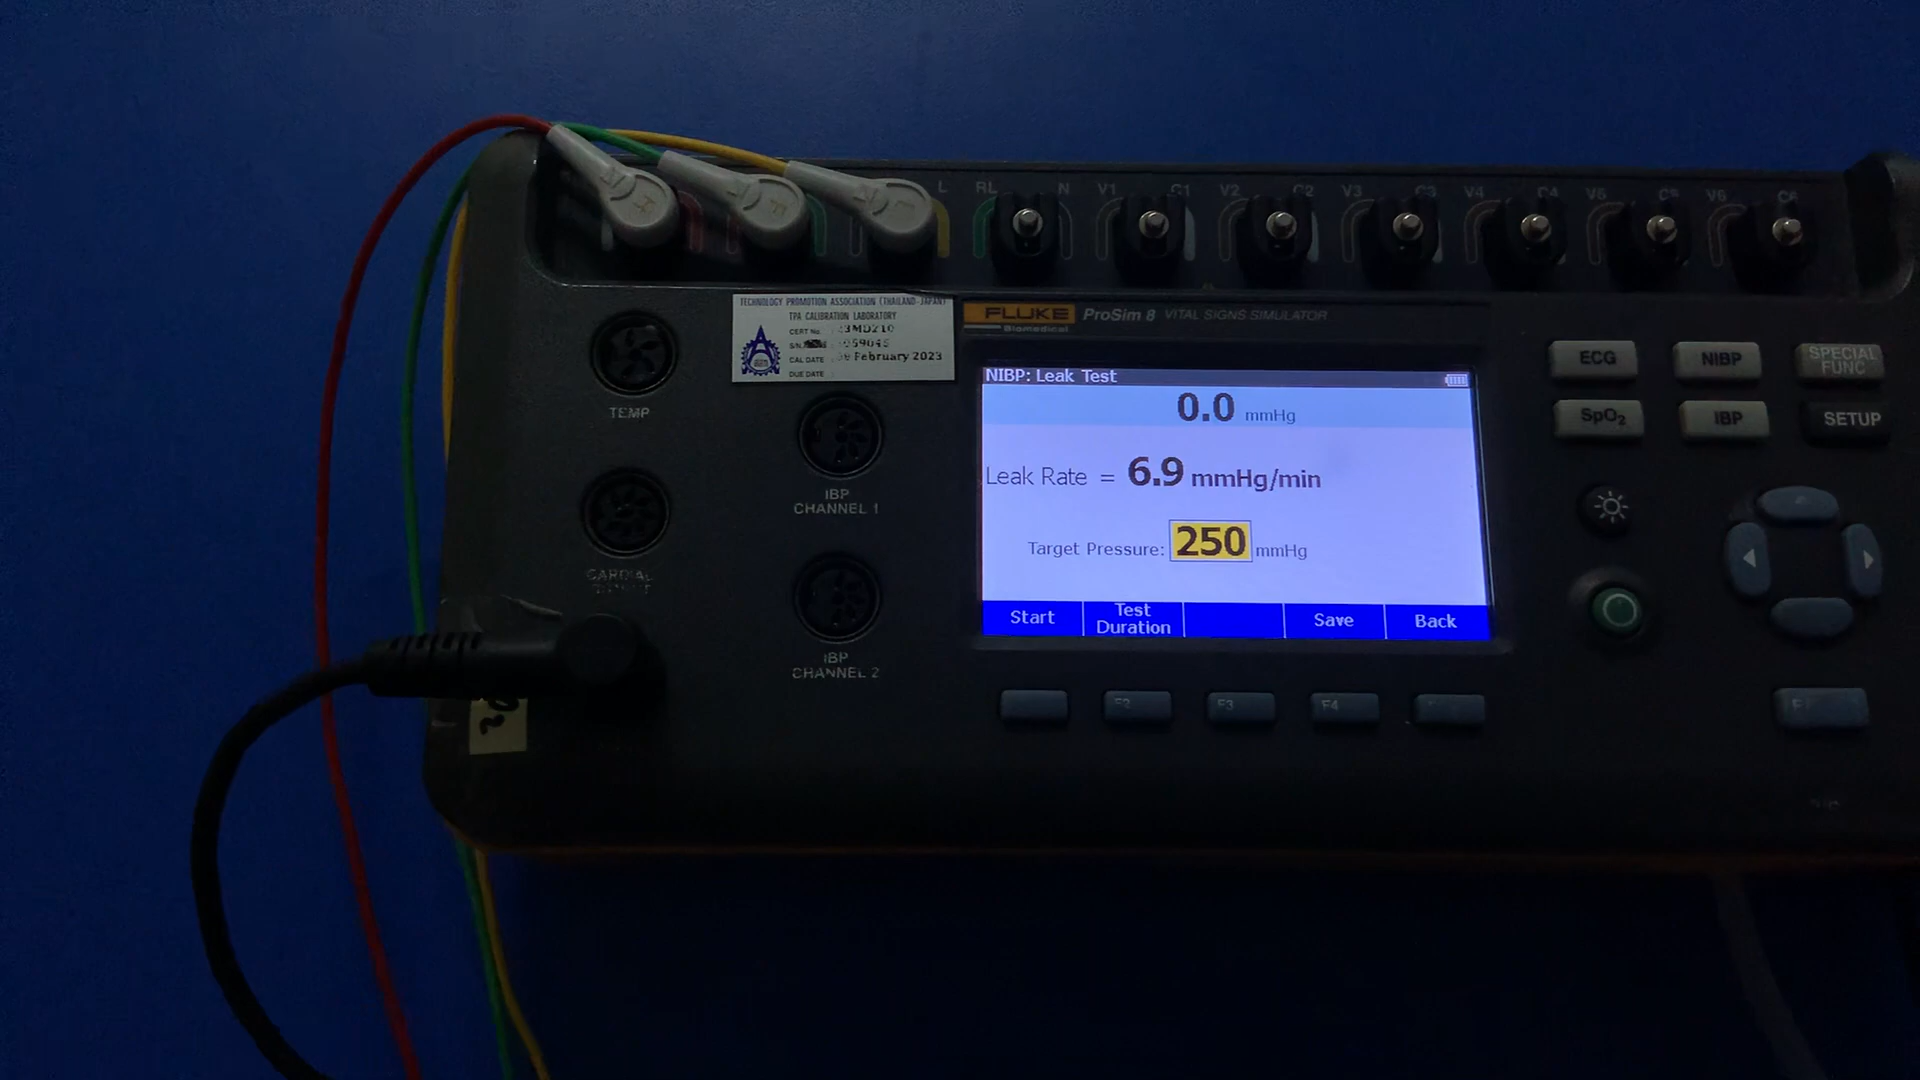 L RL N V1 C1 V2 C2 V3 C3 V4 C4 V5 C5 V6 C6
TECHNOLOGY PROMOTION ASSOCIATION (THAILAND-JAPAN)
TPA CALIBRATION LABORATORY
CERT No. :
S/N.
CAL DATE : February 2023
DUE DATE :
FLUKE
Biomedical
ProSim 8 VITAL SIGNS SIMULATOR
TEMP
IBP
CHANNEL 1
IBP
CHANNEL 2
NIBP: Leak Test
0.0 mmHg
Leak Rate = 6.9 mmHg/min
Target Pressure: 250 mmHg
Start
Test
Duration
Save
Back
ECG
NIBP
SPECIAL
FUNC
SpO2
IBP
SETUP
F2
F3
F4